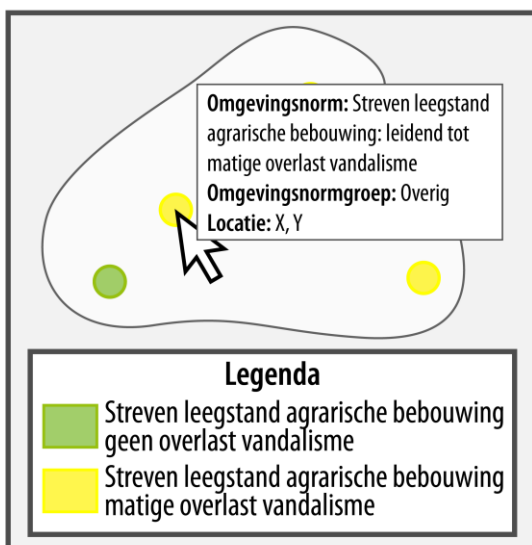 Omgevingsnorm: Streven leegstand
agrarische bebouwing: leidend tot
matige overlast vandalisme
Omgevingsnormgroep: Overig
Locatie: X, Y
Legenda
Streven leegstand agrarische bebouwing
geen overlast vandalisme
Streven leegstand agrarische bebouwing
matige overlast vandalisme